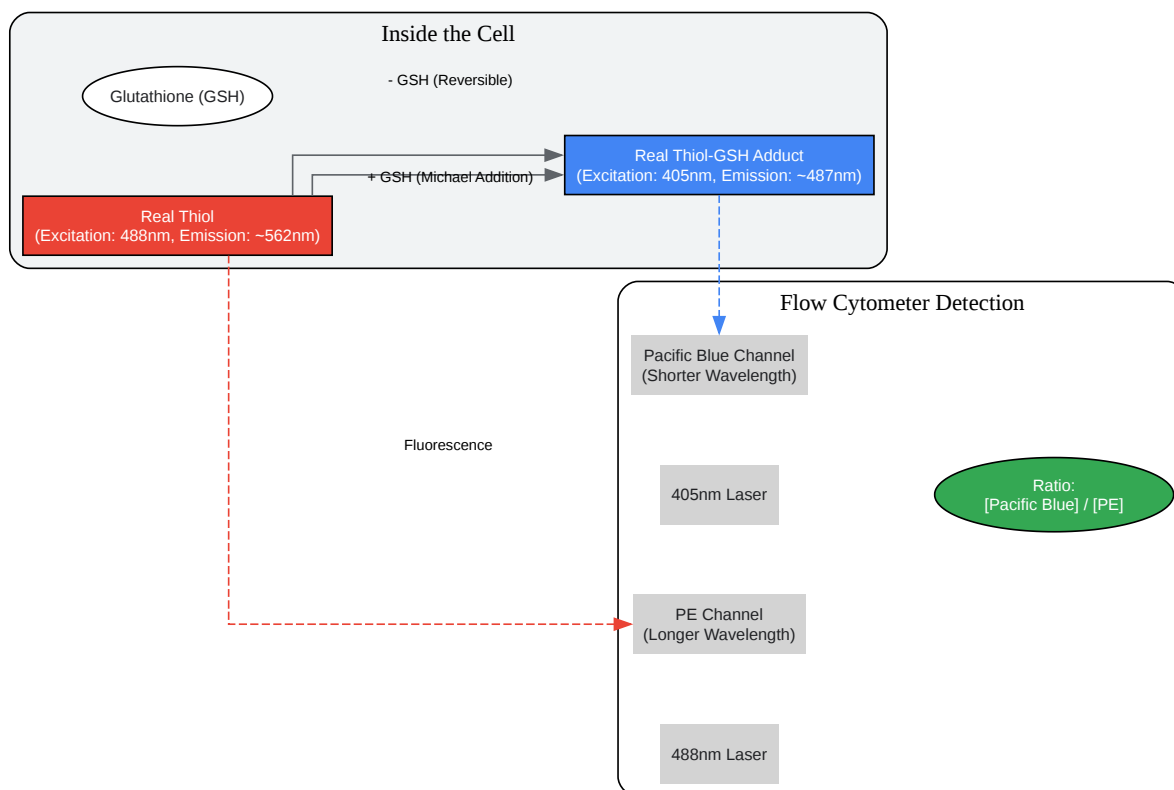 Inside the Cell
- GSH (Reversible)
Glutathione (GSH)
Real Thiol-GSH Adduct
(Excitation: 405nm, Emission: ~487nm)
+ GSH (Michael Addition)
Real Thiol
(Excitation: 488nm, Emission: ~562nm)
Flow Cytometer Detection
Pacific Blue Channel
(Shorter Wavelength)
Fluorescence
405nm Laser
Ratio:
[Pacific Blue] / [PE]
PE Channel
(Longer Wavelength)
488nm Laser